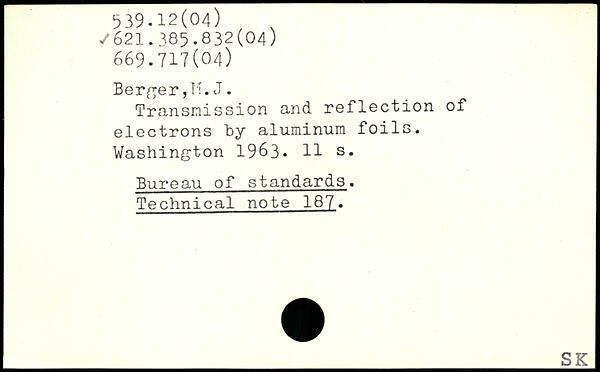 539.12(04)
✓621.385.832(04)
669.717(04)
Berger,M.J.
Transmission and reflection of
electrons by aluminum foils.
Washington 1963. 11 s.
Bureau of standards.
Technical note 187.
SK